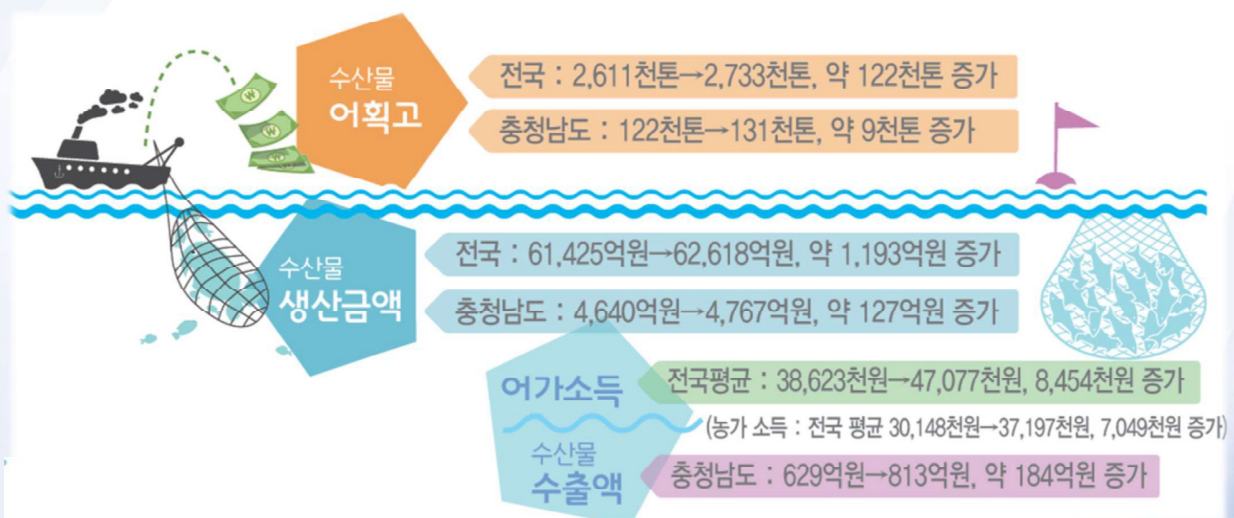 수산물
어획고
전국 : 2,611천톤→2,733천톤, 약 122천톤 증가
충청남도 : 122천톤→131천톤, 약 9천톤 증가
수산물
생산금액
전국 : 61,425억원→62,618억원, 약 1,193억원 증가
충청남도 : 4,640억원→4,767억원, 약 127억원 증가
어가소득
전국평균 : 38,623천원→47,077천원, 8,454천원 증가
(농가 소득 : 전국 평균 30,148천원→37,197천원, 7,049천원 증가)
수산물
수출액
충청남도 : 629억원→813억원, 약 184억원 증가